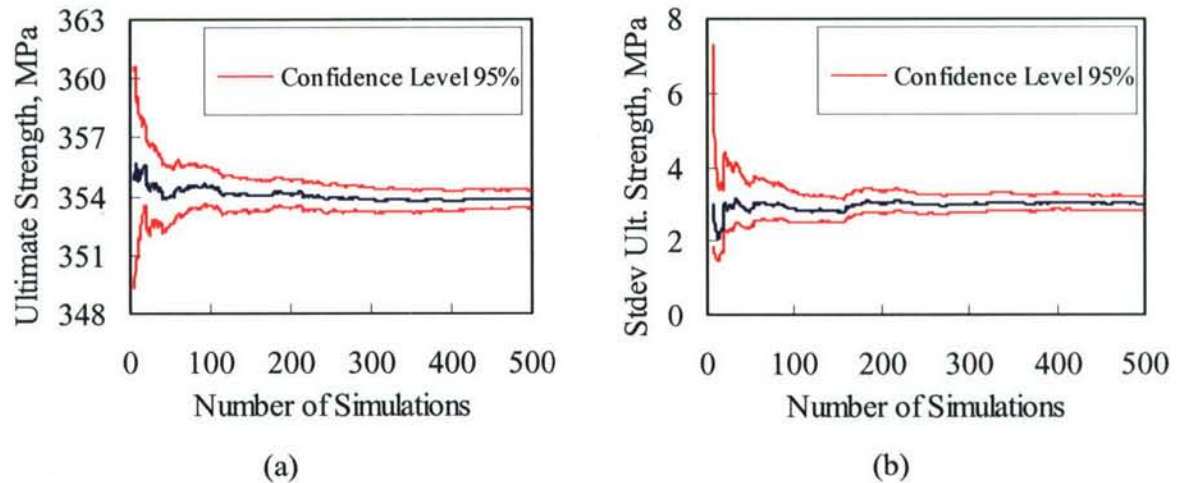 Ultimate Strength, MPa
363
360
357
354
351
348
Confidence Level 95%
0 100 200 300 400 500
Number of Simulations
(a)
Stdev Ult. Strength, MPa
8
6
4
2
0
Confidence Level 95%
0 100 200 300 400 500
Number of Simulations
(b)